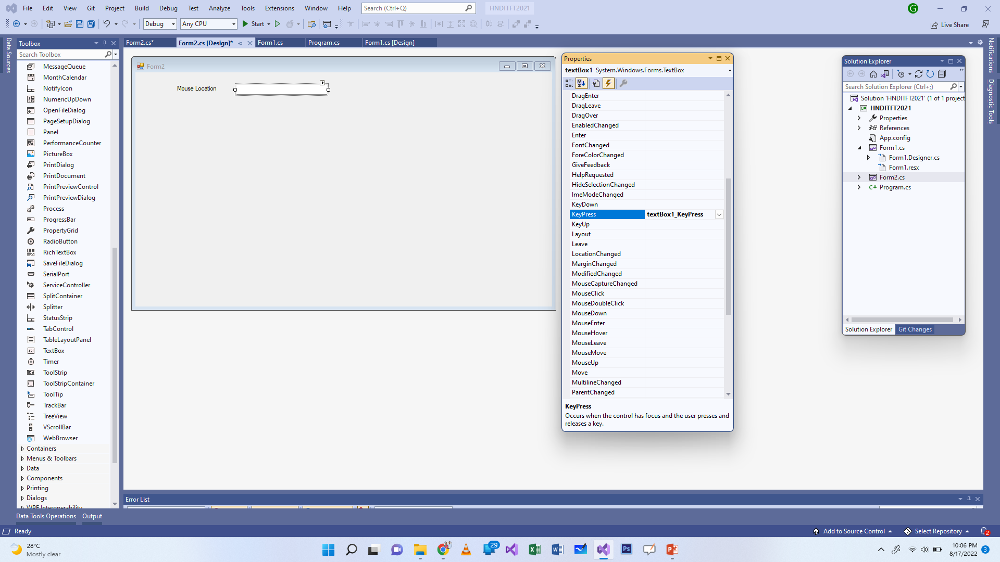 File Edit View Git Project Build Debug Test Analyze Tools Extensions Window Help Search (Ctrl+Q) HNDITFT2021 G
Debug Any CPU Start Live Share
Data Sources
Toolbox
Search Toolbox
MessageQueue
MonthCalendar
NotifyIcon
NumericUpDown
OpenFileDialog
PageSetupDialog
Panel
PerformanceCounter
PictureBox
PrintDialog
PrintDocument
PrintPreviewControl
PrintPreviewDialog
Process
ProgressBar
PropertyGrid
RadioButton
RichTextBox
SaveFileDialog
SerialPort
ServiceController
SplitContainer
Splitter
StatusStrip
TabControl
TableLayoutPanel
TextBox
Timer
ToolStrip
ToolStripContainer
ToolTip
TrackBar
TreeView
VScrollBar
WebBrowser
Containers
Menus & Toolbars
Data
Components
Printing
Dialogs
WPF Interoperability
Form2.cs* Form2.cs [Design]* Form1.cs Program.cs Form1.cs [Design]
Form2
Mouse Location
Properties
textBox1 System.Windows.Forms.TextBox
DragEnter
DragLeave
DragOver
EnabledChanged
Enter
FontChanged
ForeColorChanged
GiveFeedback
HelpRequested
HideSelectionChanged
ImeModeChanged
KeyDown
KeyPress textBox1_KeyPress
KeyUp
Layout
Leave
LocationChanged
MarginChanged
ModifiedChanged
MouseCaptureChanged
MouseClick
MouseDoubleClick
MouseDown
MouseEnter
MouseHover
MouseLeave
MouseMove
MouseUp
Move
MultilineChanged
ParentChanged
KeyPress
Occurs when the control has focus and the user presses and
releases a key.
Solution Explorer
Search Solution Explorer (Ctrl+;)
Solution 'HNDITFT2021' (1 of 1 project
HNDITFT2021
Properties
References
App.config
Form1.cs
Form1.Designer.cs
Form1.resx
Form2.cs
Program.cs
Solution Explorer Git Changes
Notifications
Diagnostic Tools
Error List
Data Tools Operations Output
Ready Add to Source Control Select Repository 2
28°C
Mostly clear
29
10:06 PM
8/17/2022
3